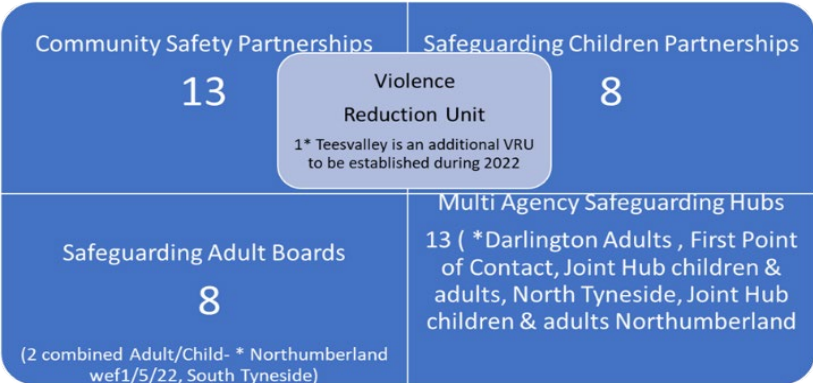 Community Safety Partnerships
13
Safeguarding Children Partnerships
8
Violence
Reduction Unit
1* Teesvalley is an additional VRU
to be established during 2022
Safeguarding Adult Boards
8
(2 combined Adult/Child- * Northumberland
wef1/5/22, South Tyneside)
Multi Agency Safeguarding Hubs
13 ( *Darlington Adults , First Point
of Contact, Joint Hub children &
adults, North Tyneside, Joint Hub
children & adults Northumberland